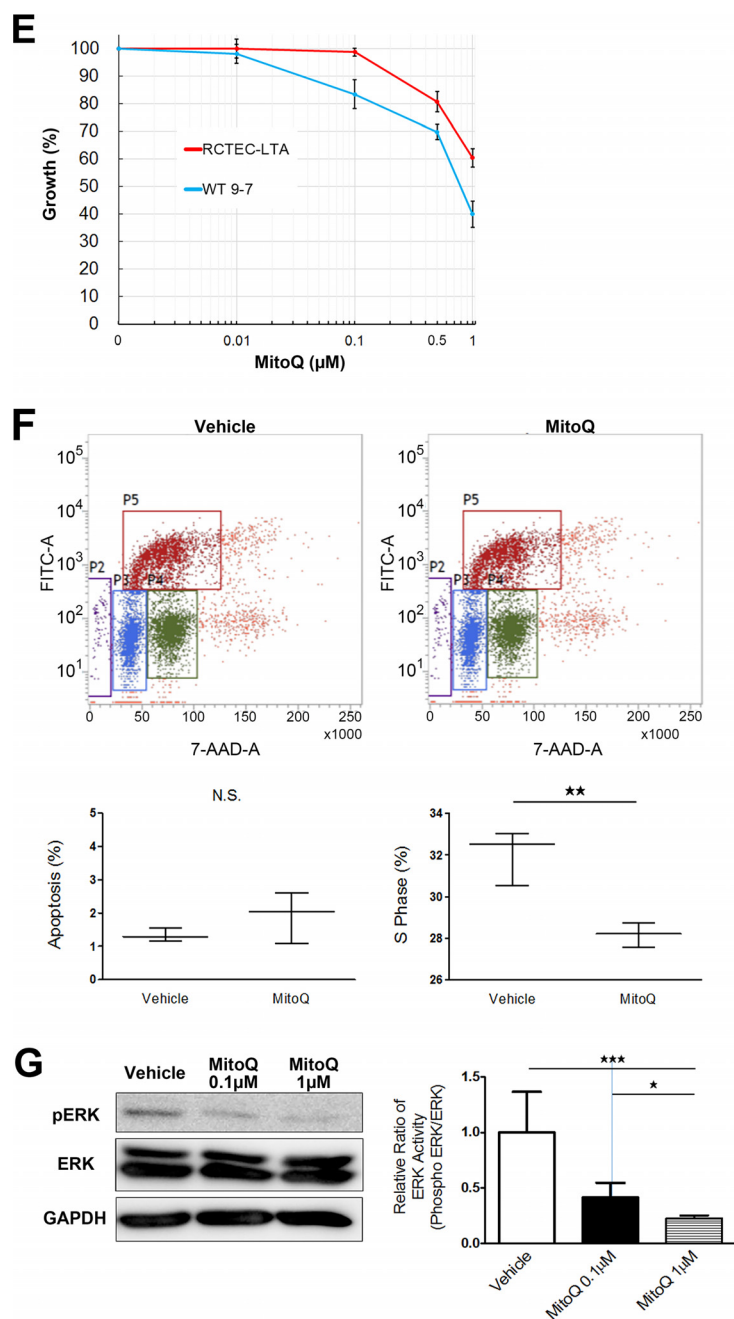 E
100
90
80
70
60
50
40
30
20
10
0
Growth (%)
RCTEC-LTA
WT 9-7
0 0.01 0.1 0.5 1
MitoQ (µM)
F
Vehicle
10⁵
10⁴
10³
10²
10¹
FITC-A
P5
P2
P3
P4
0 50 100 150 200 250
x1000
7-AAD-A
MitoQ
10⁵
10⁴
10³
10²
10¹
FITC-A
P5
P2
P3
P4
0 50 100 150 200 250
x1000
7-AAD-A
N.S.
5
4
3
2
1
0
Apoptosis (%)
Vehicle MitoQ
★★
34
32
30
28
26
S Phase (%)
Vehicle MitoQ
G
Vehicle
MitoQ
0.1µM
MitoQ
1µM
pERK
ERK
GAPDH
★★★
★
1.5
1.0
0.5
0.0
Relative Ratio of
ERK Activity
(Phospho ERK/ERK)
Vehicle
MitoQ 0.1µM
MitoQ 1µM